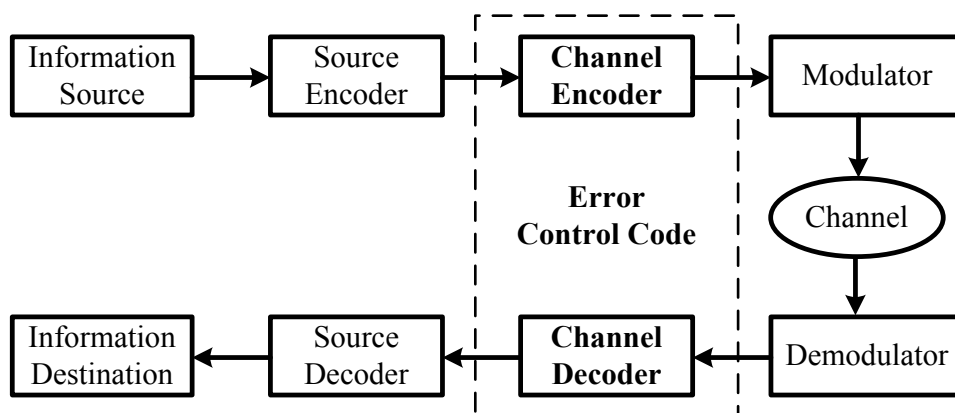 Information
Source
Source
Encoder
Channel
Encoder
Modulator
Error
Control Code
Channel
Information
Destination
Source
Decoder
Channel
Decoder
Demodulator